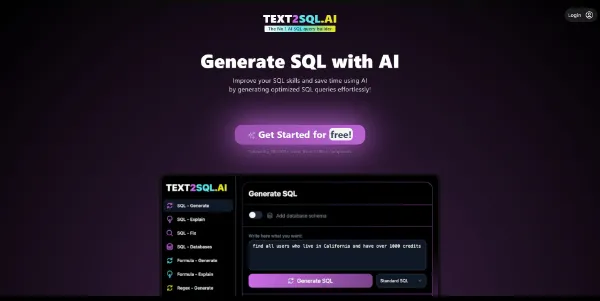 TEXT2SQL.AI
The No 1 AI SQL query builder
Login
Generate SQL with AI
Improve your SQL skills and save time using AI
by generating optimized SQL queries effortlessly!
Get Started for free!
TEXT2SQL.AI
SQL - Generate
SQL - Explain
SQL - Fix
SQL - Databases
Formula - Generate
Formula - Explain
Regex - Generate
Generate SQL
Add database schema
Write here what you want:
find all users who live in California and have over 1000 credits
Generate SQL
Standard SQL